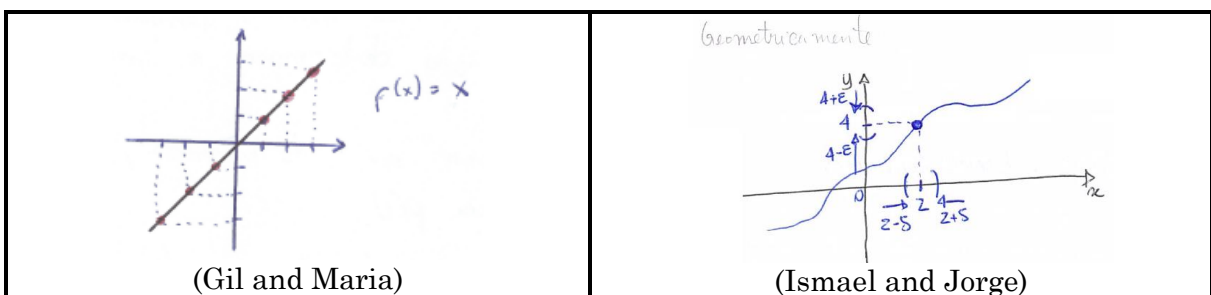 f(x) = x
(Gil and Maria)
Geometricamente
y
4+ε
4
4-ε
0
2
2-δ
2+δ
x
(Ismael and Jorge)